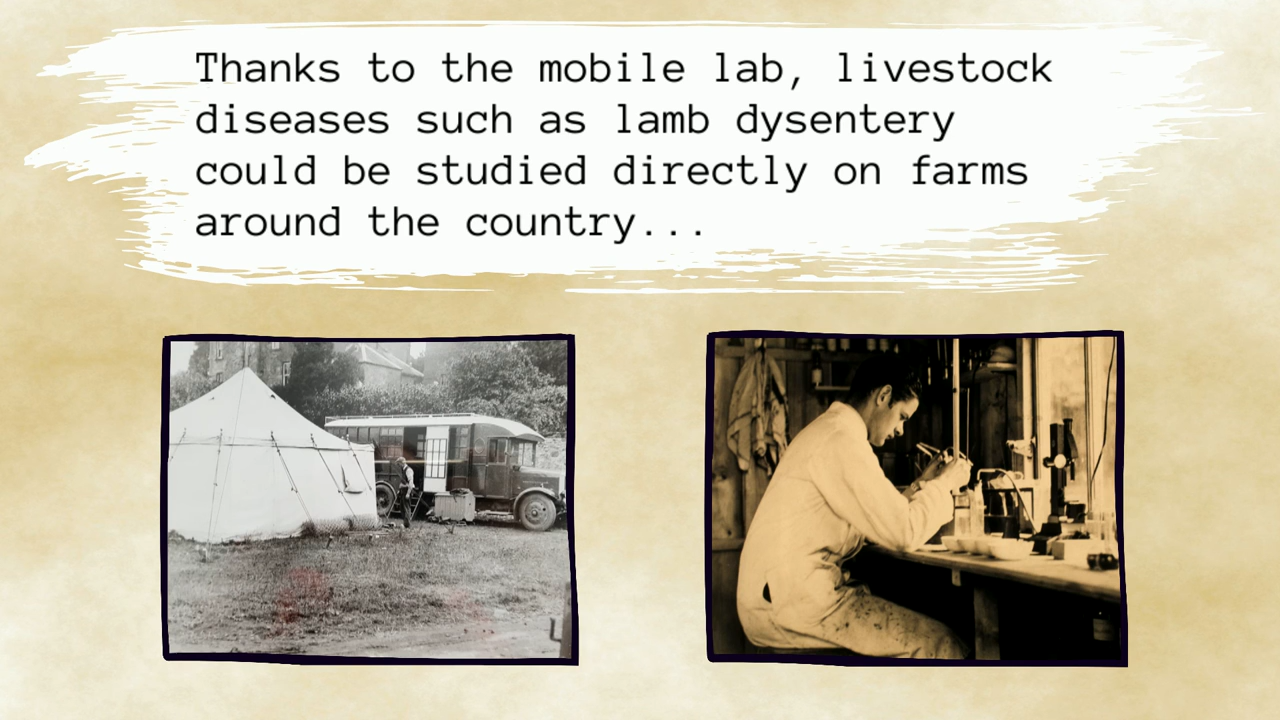 Thanks to the mobile lab, livestock
diseases such as lamb dysentery
could be studied directly on farms
around the country...